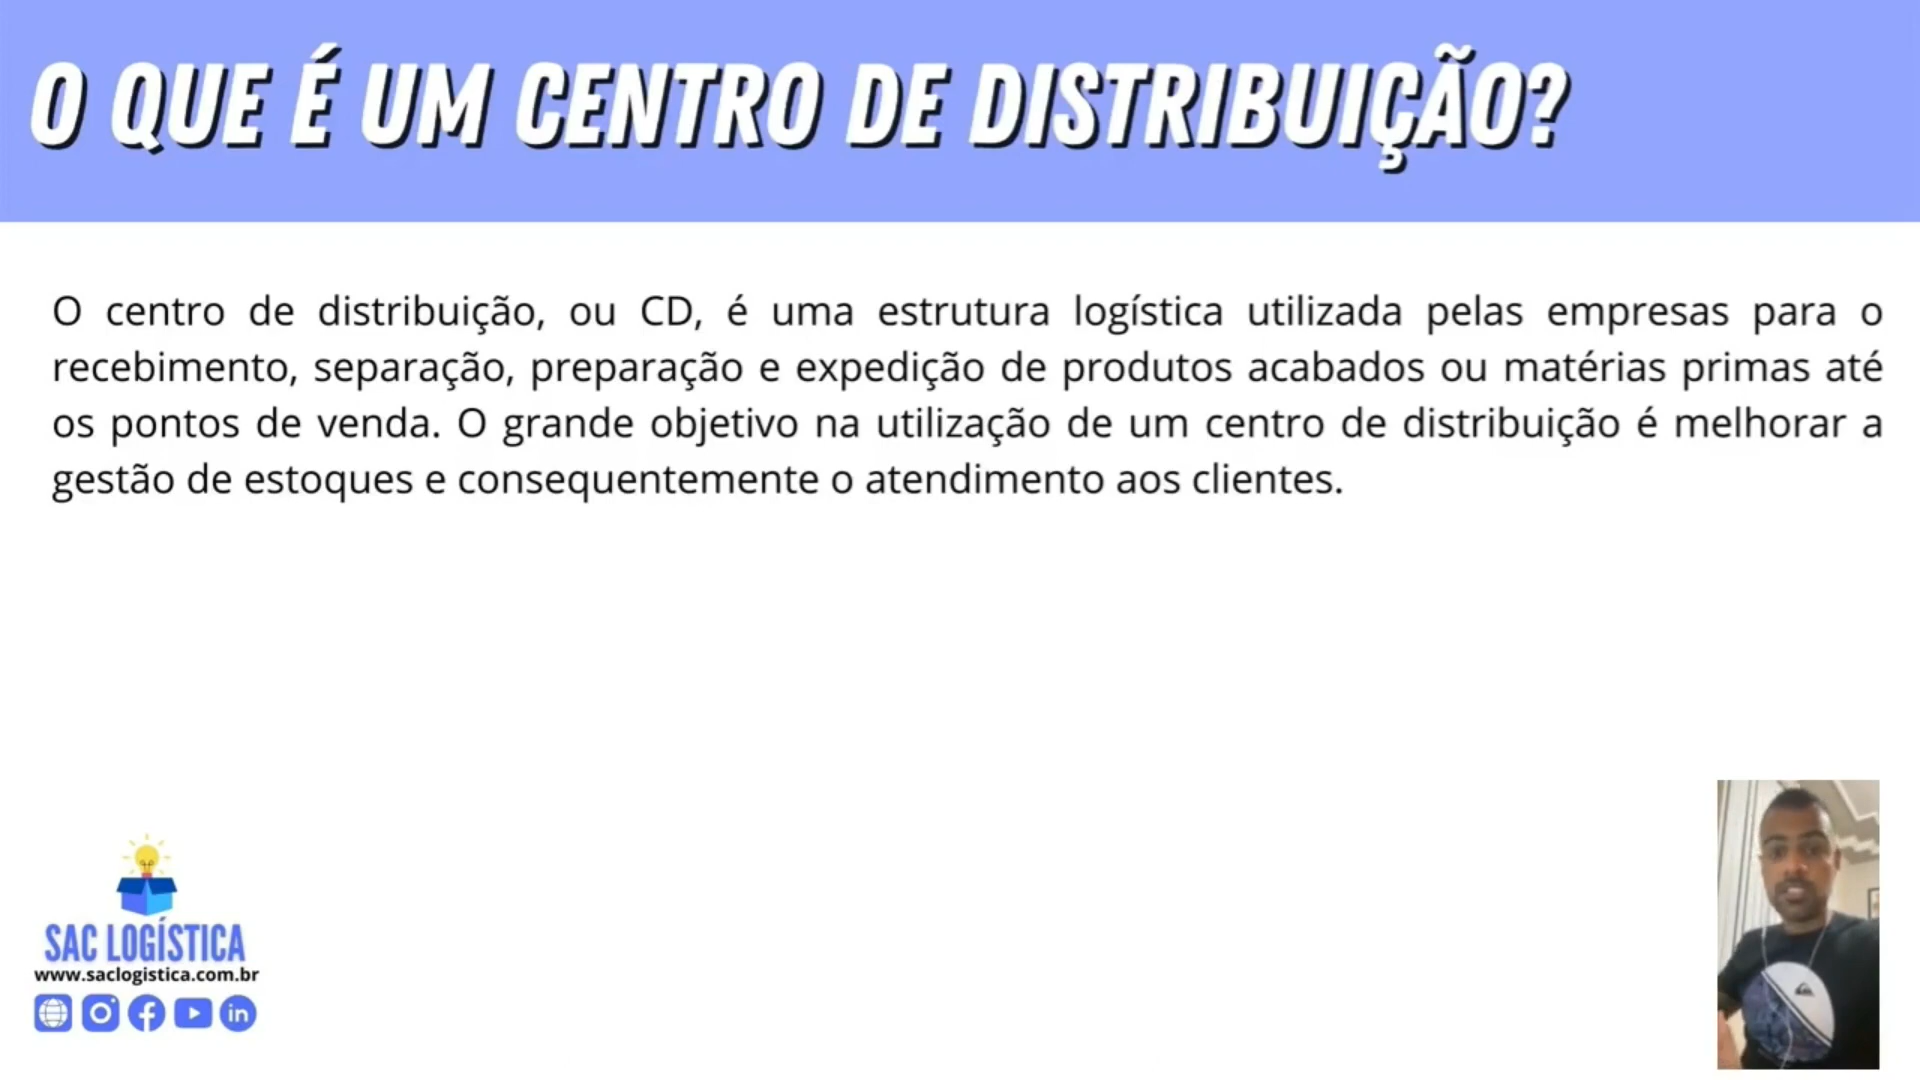 O QUE É UM CENTRO DE DISTRIBUIÇÃO?
O centro de distribuição, ou CD, é uma estrutura logística utilizada pelas empresas para o
recebimento, separação, preparação e expedição de produtos acabados ou matérias primas até
os pontos de venda. O grande objetivo na utilização de um centro de distribuição é melhorar a
gestão de estoques e consequentemente o atendimento aos clientes.
SAC LOGÍSTICA
www.saclogistica.com.br
in